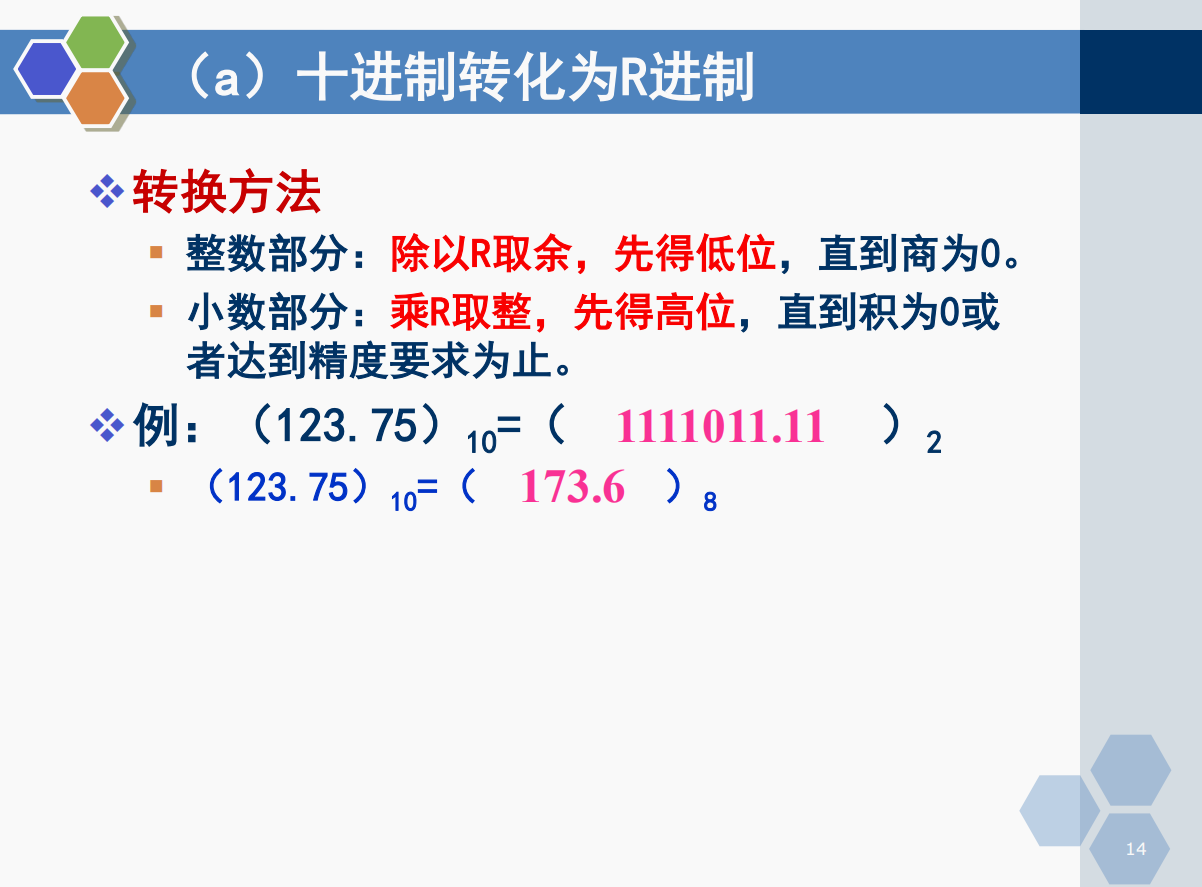 （a）十进制转化为R进制
转换方法
整数部分：除以R取余，先得低位，直到商为0。
小数部分：乘R取整，先得高位，直到积为0或
者达到精度要求为止。
例：（123.75）10=（ 1111011.11 ）2
（123.75）10=（ 173.6 ）8
14